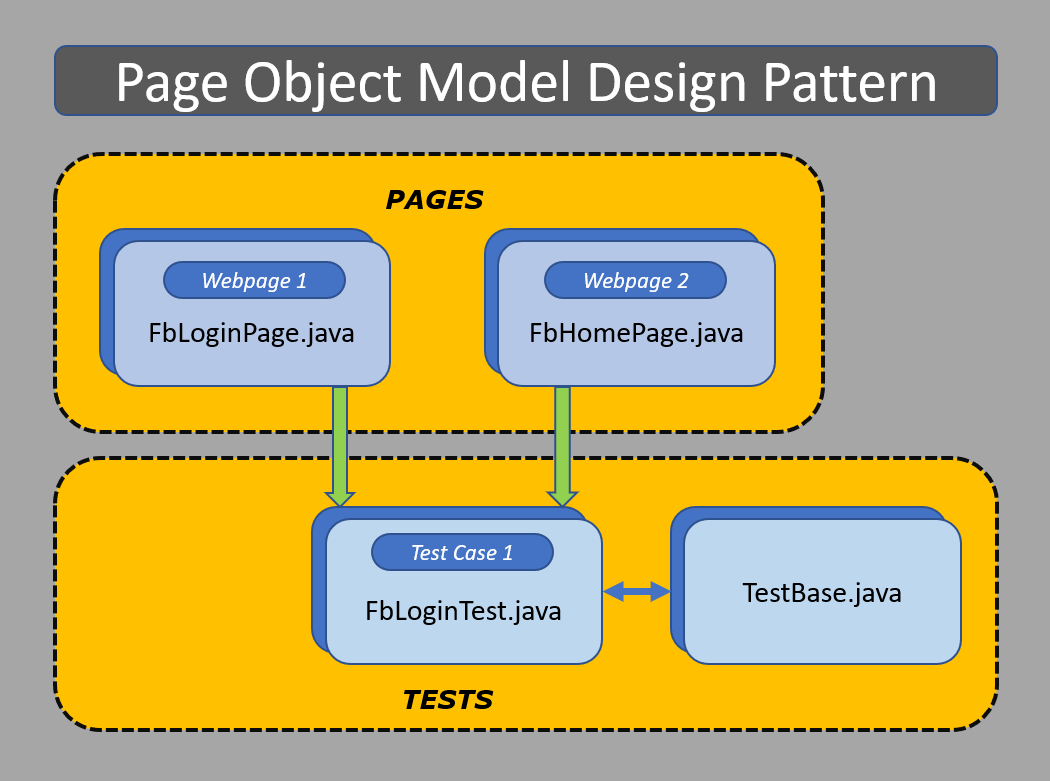 Page Object Model Design Pattern
PAGES
Webpage 1
FbLoginPage.java
Webpage 2
FbHomePage.java
Test Case 1
FbLoginTest.java
TestBase.java
TESTS